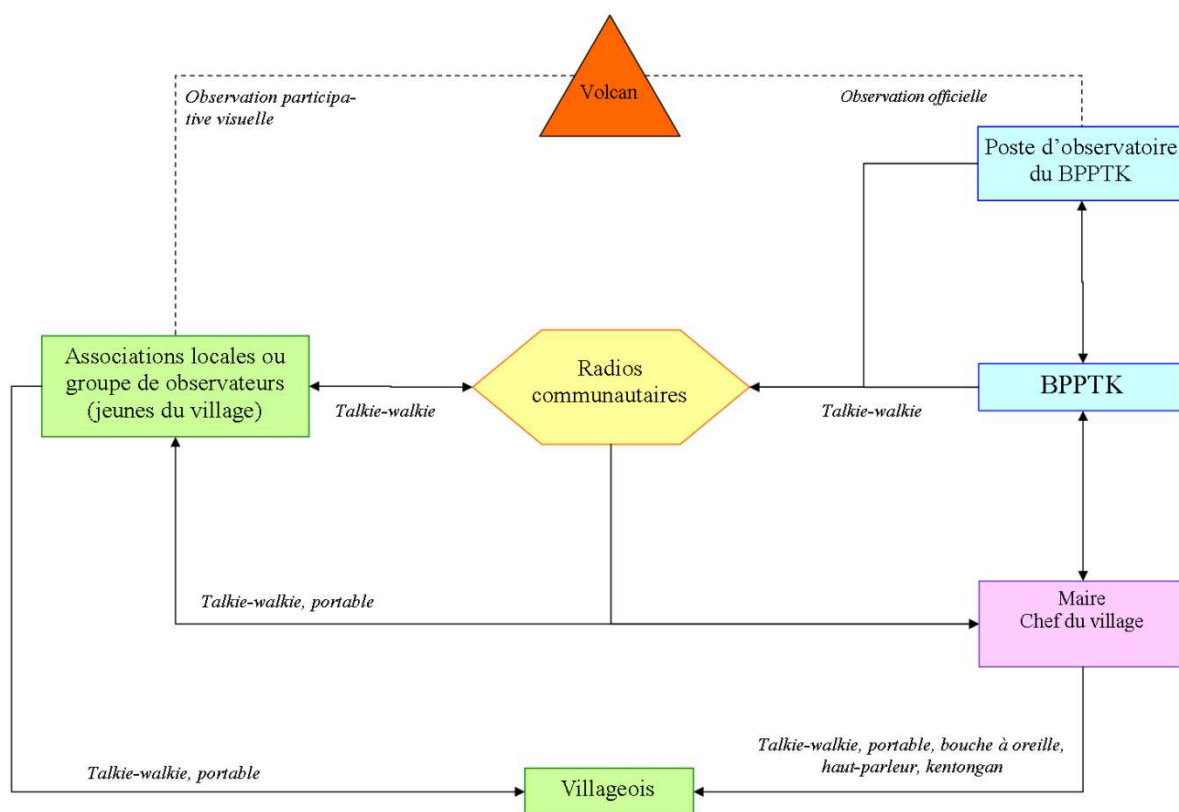 Volcan
Observation participa-
tive visuelle
Observation officielle
Poste d'observatoire
du BPPTK
Associations locales ou
groupe de observateurs
(jeunes du village)
Talkie-walkie
Radios
communautaires
Talkie-walkie
BPPTK
Talkie-walkie, portable
Maire
Chef du village
Talkie-walkie, portable, bouche à oreille,
haut-parleur, kentongan
Talkie-walkie, portable
Villageois